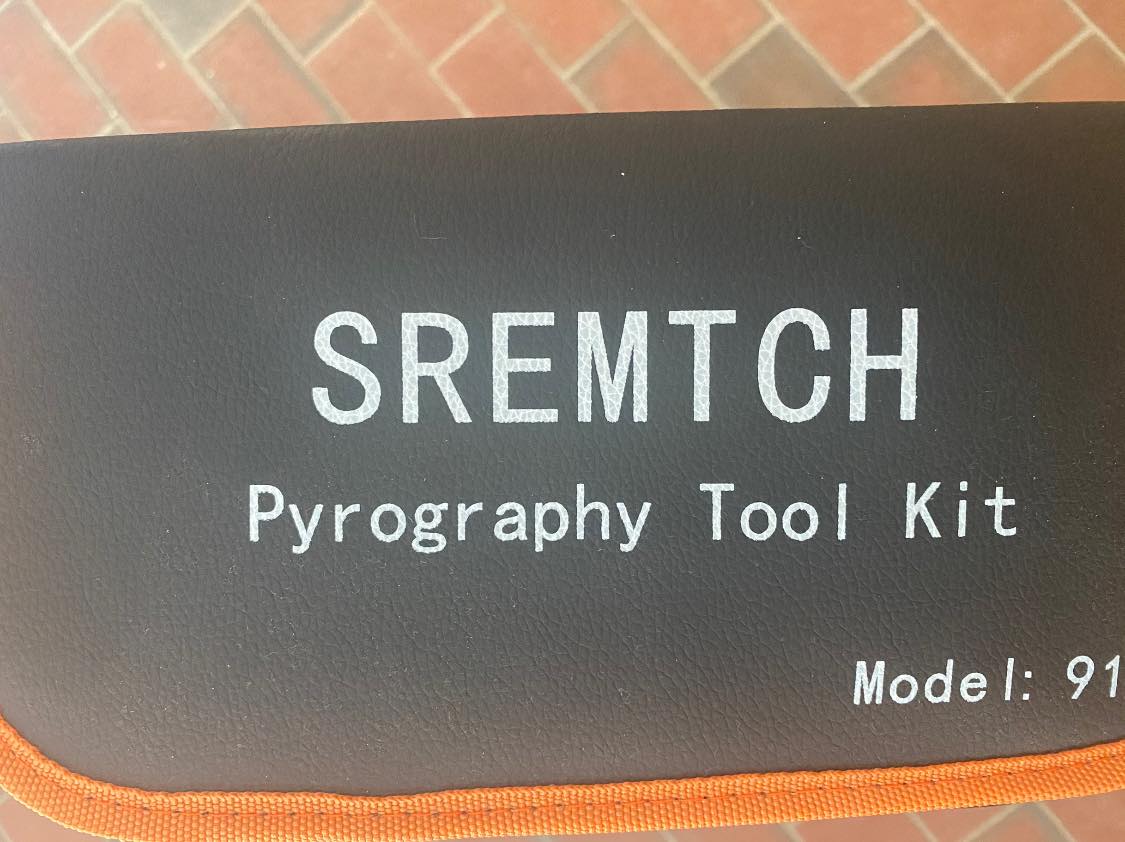 SREMTCH
Pyrography Tool Kit
Model: 91